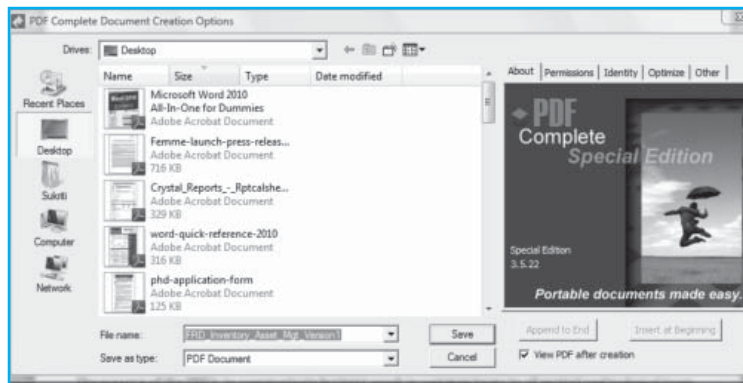 PDF Complete Document Creation Options
Drives: Desktop
Name Size Type Date modified
Recent Places
Desktop
Sukriti
Computer
Network
Microsoft Word 2010
All-In-One for Dummies
Adobe Acrobat Document
Femme-launch-press-releas...
Adobe Acrobat Document
716 KB
Crystal_Reports_-_Rptcalshe...
Adobe Acrobat Document
329 KB
word-quick-reference-2010
Adobe Acrobat Document
316 KB
phd-application-form
Adobe Acrobat Document
125 KB
File name:
Save as type: PDF Document
Save
Cancel
About Permissions Identity Optimize Other
PDF
Complete
Special Edition
Special Edition
3.5.22
Portable documents made easy.
Append to End Insert at Beginning
View PDF after creation